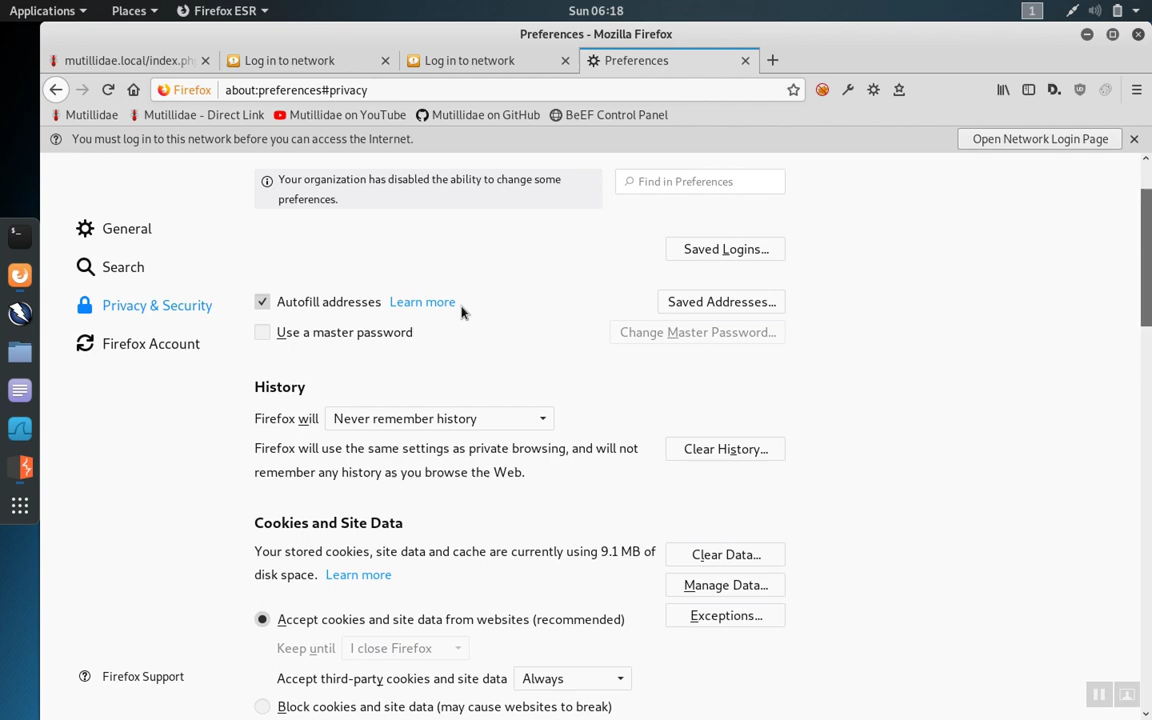 Applications Places Firefox ESR Sun 06:18 1
Preferences - Mozilla Firefox
mutillidae.local/index.ph Log in to network Log in to network Preferences
Firefox about:preferences#privacy
Mutillidae Mutillidae - Direct Link Mutillidae on YouTube Mutillidae on GitHub BeEF Control Panel
You must log in to this network before you can access the Internet. Open Network Login Page
Your organization has disabled the ability to change some
preferences.
Find in Preferences
General
Search
Privacy & Security
Firefox Account
Firefox Support
Saved Logins...
Autofill addresses Learn more Saved Addresses...
Use a master password Change Master Password...
History
Firefox will Never remember history
Firefox will use the same settings as private browsing, and will not
remember any history as you browse the Web.
Clear History...
Cookies and Site Data
Your stored cookies, site data and cache are currently using 9.1 MB of
disk space. Learn more
Clear Data...
Manage Data...
Exceptions...
Accept cookies and site data from websites (recommended)
Keep until I close Firefox
Accept third-party cookies and site data Always
Block cookies and site data (may cause websites to break)